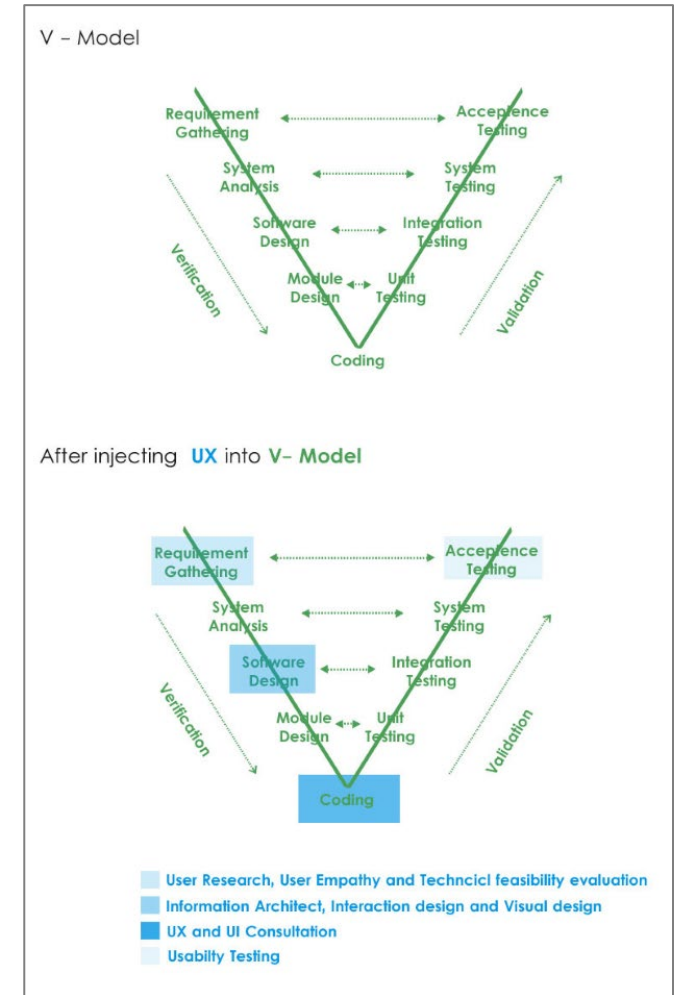 V – Model
Requirement
Gathering
Acceptence
Testing
System
Analysis
System
Testing
Software
Design
Integration
Testing
Module
Design
Unit
Testing
Verification
Validation
Coding
After injecting UX into V– Model
Requirement
Gathering
Acceptence
Testing
System
Analysis
System
Testing
Software
Design
Integration
Testing
Module
Design
Unit
Testing
Verification
Validation
Coding
User Research, User Empathy and Techncicl feasibility evaluation
Information Architect, Interaction design and Visual design
UX and UI Consultation
Usabilty Testing